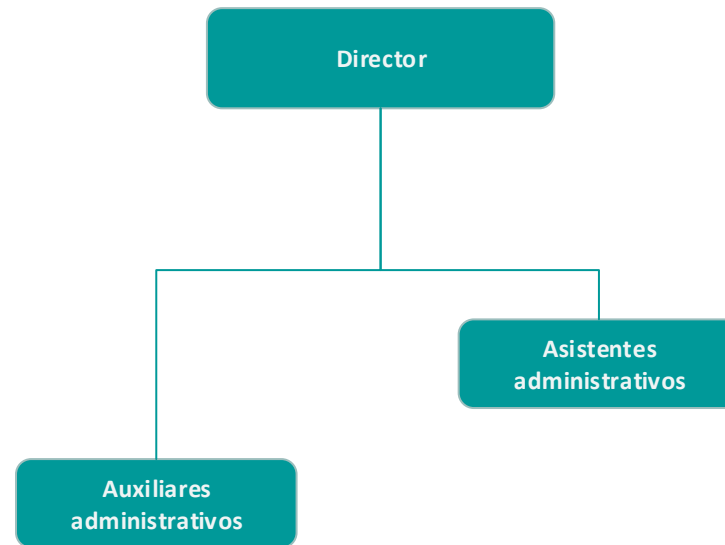 Director
Asistentes
administrativos
Auxiliares
administrativos